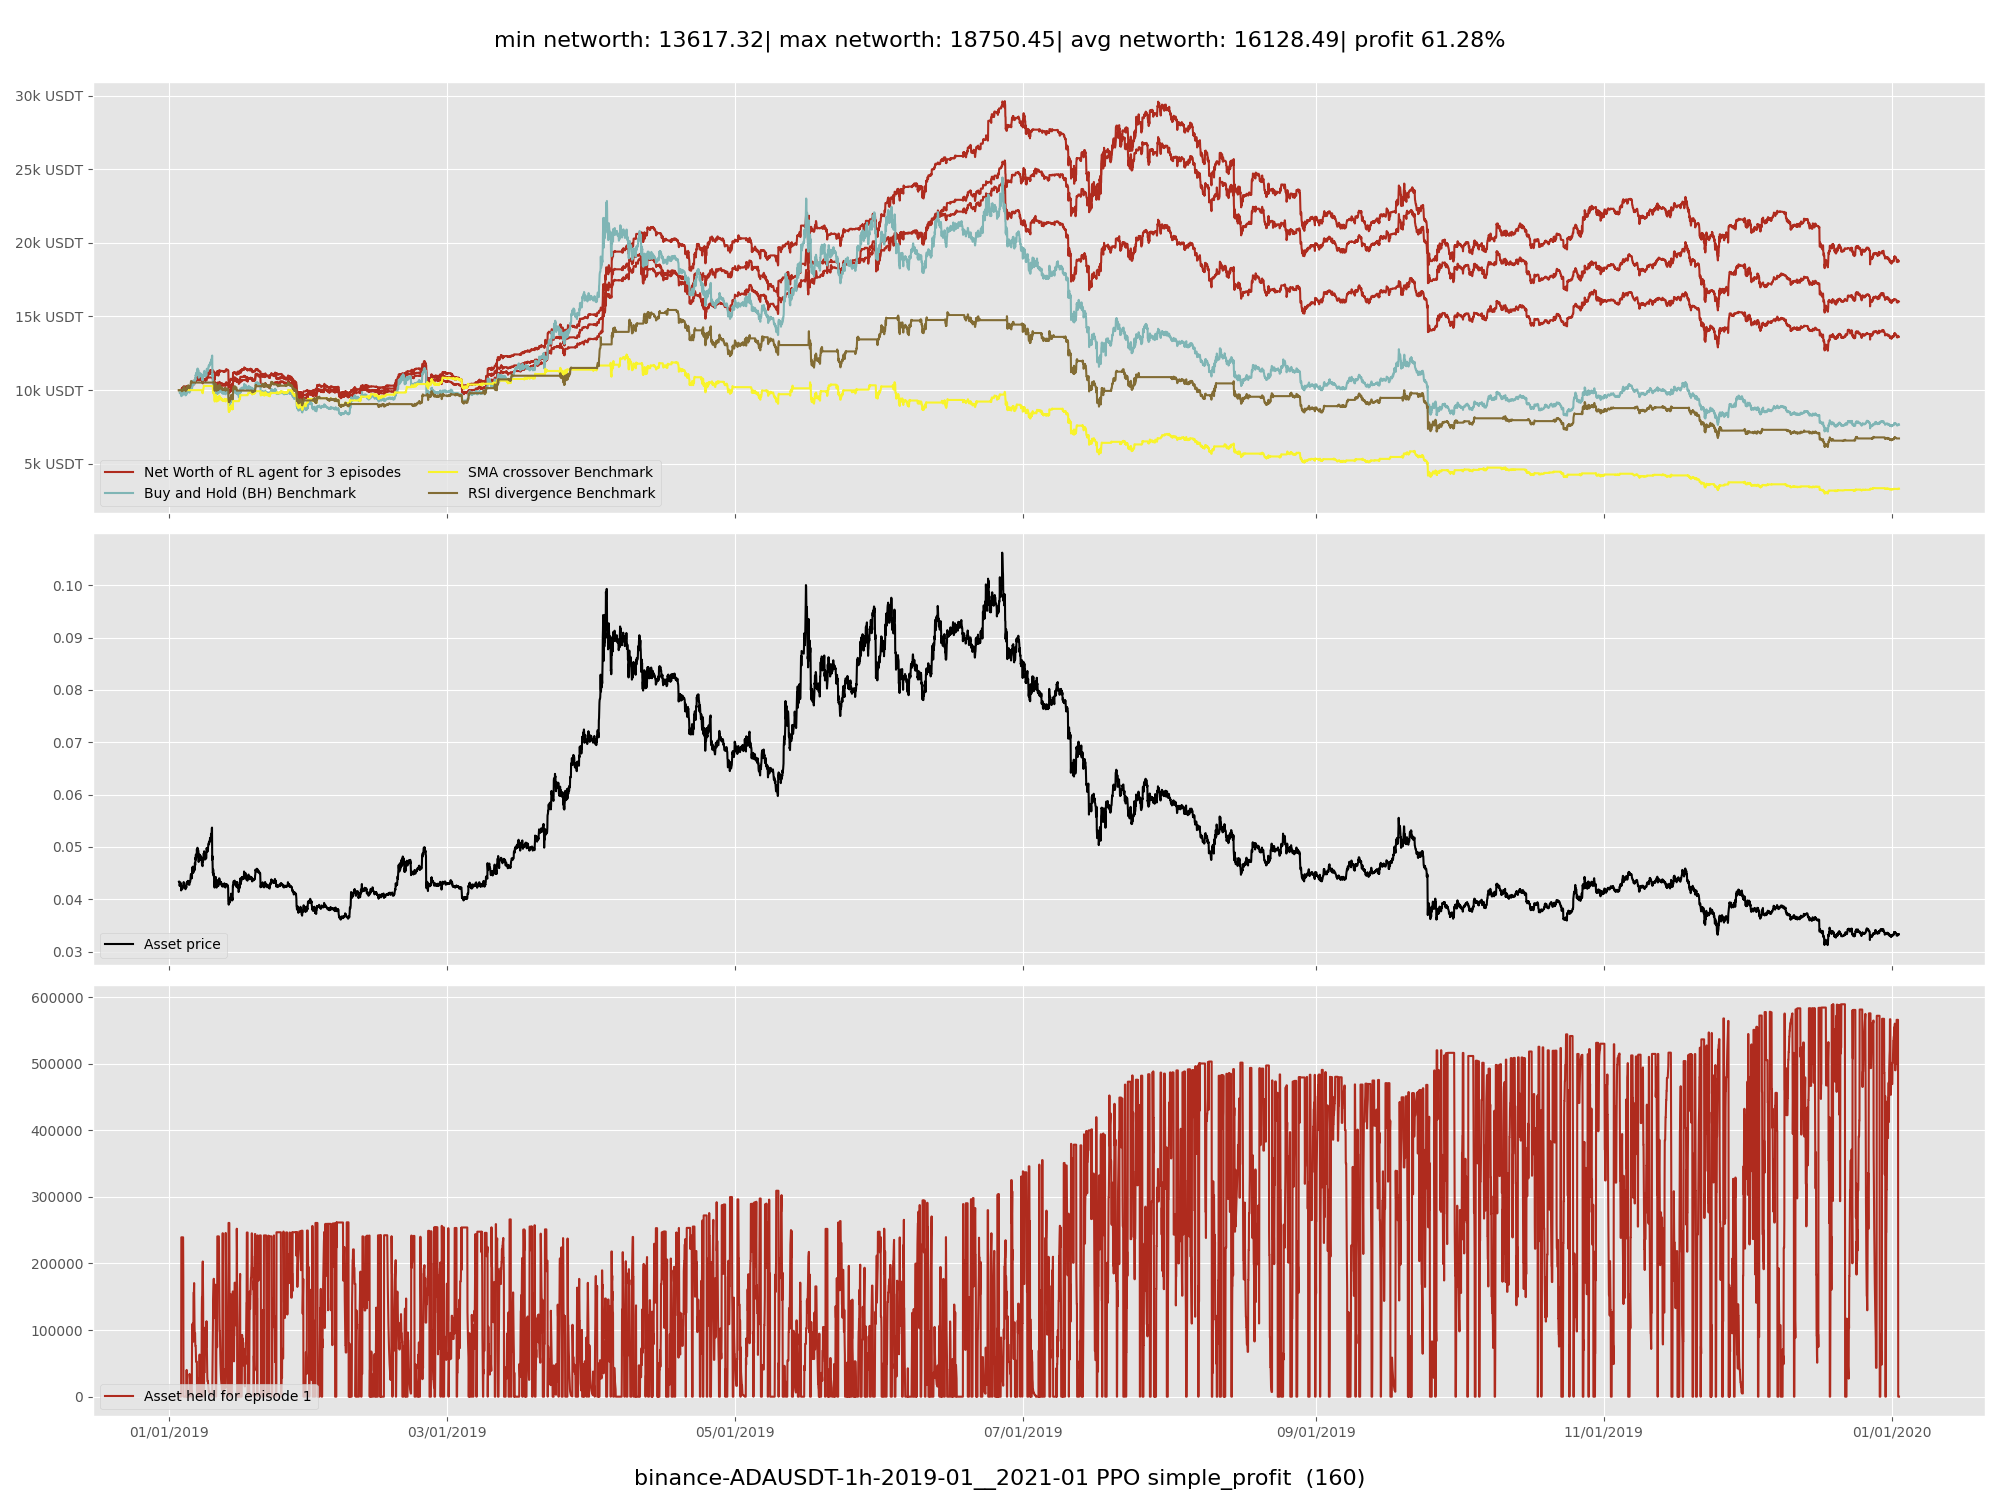 min networth: 13617.32| max networth: 18750.45| avg networth: 16128.49| profit 61.28%
30k USDT
25k USDT
20k USDT
15k USDT
10k USDT
5k USDT
Net Worth of RL agent for 3 episodes
Buy and Hold (BH) Benchmark
SMA crossover Benchmark
RSI divergence Benchmark
0.10
0.09
0.08
0.07
0.06
0.05
0.04
0.03
Asset price
600000
500000
400000
300000
200000
100000
0
Asset held for episode 1
01/01/2019
03/01/2019
05/01/2019
07/01/2019
09/01/2019
11/01/2019
01/01/2020
binance-ADAUSDT-1h-2019-01__2021-01 PPO simple_profit  (160)